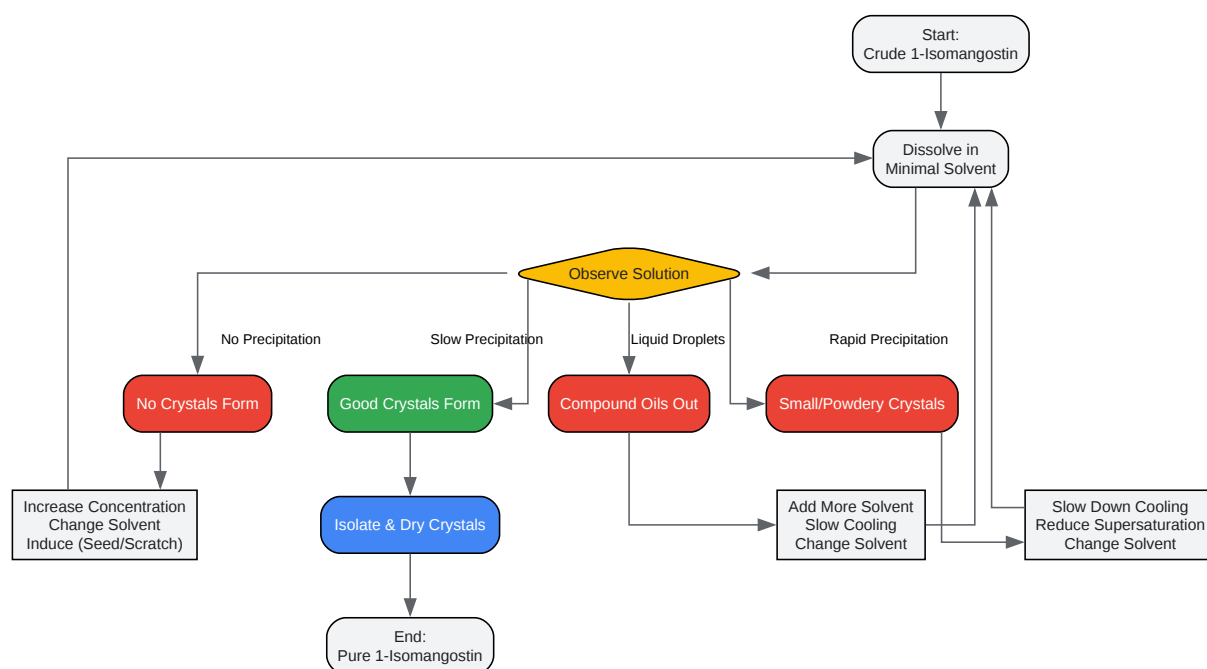 Start:
Crude 1-Isomangostin
Dissolve in
Minimal Solvent
Observe Solution
No Precipitation
Slow Precipitation
Liquid Droplets
Rapid Precipitation
No Crystals Form
Good Crystals Form
Compound Oils Out
Small/Powdery Crystals
Increase Concentration
Change Solvent
Induce (Seed/Scratch)
Isolate & Dry Crystals
Add More Solvent
Slow Cooling
Change Solvent
Slow Down Cooling
Reduce Supersaturation
Change Solvent
End:
Pure 1-Isomangostin